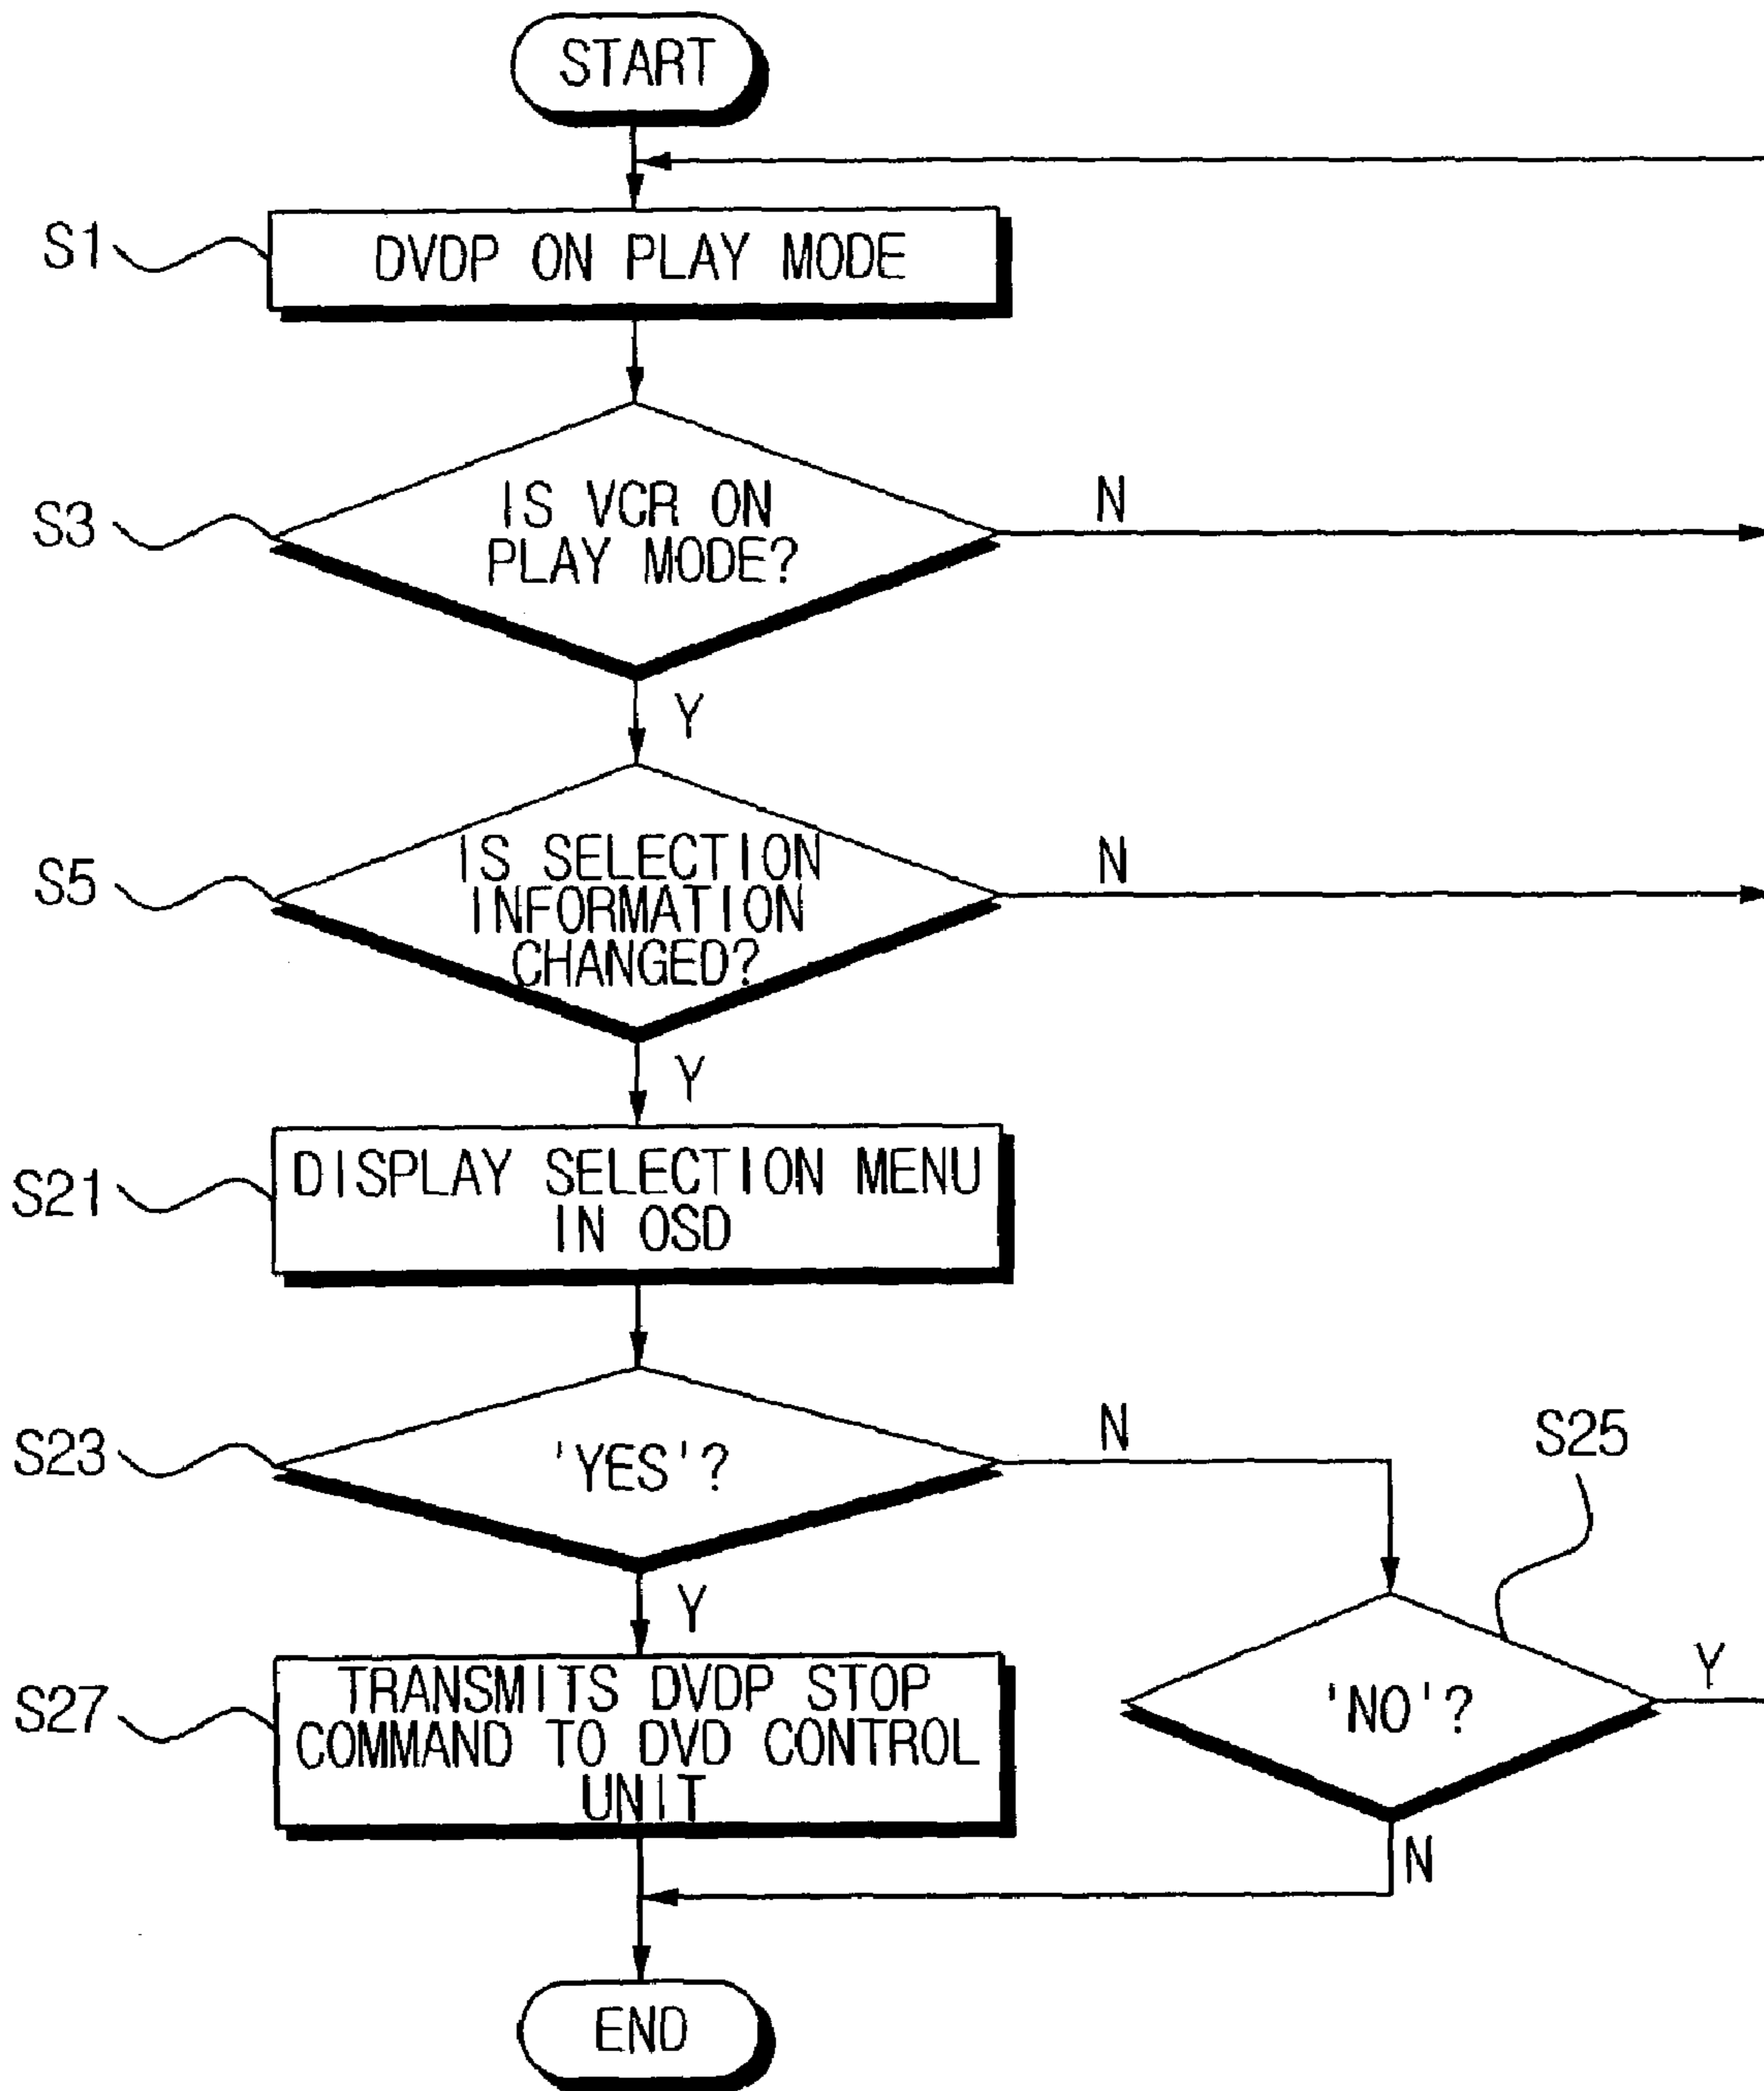 START
S1
DVDP ON PLAY MODE
S3
IS VCR ON
PLAY MODE?
N
Y
S5
IS SELECTION
INFORMATION
CHANGED?
N
Y
S21
DISPLAY SELECTION MENU
IN OSD
S23
'YES'?
N
S25
Y
S27
TRANSMITS DVDP STOP
COMMAND TO DVD CONTROL
UNIT
'NO'?
Y
N
END